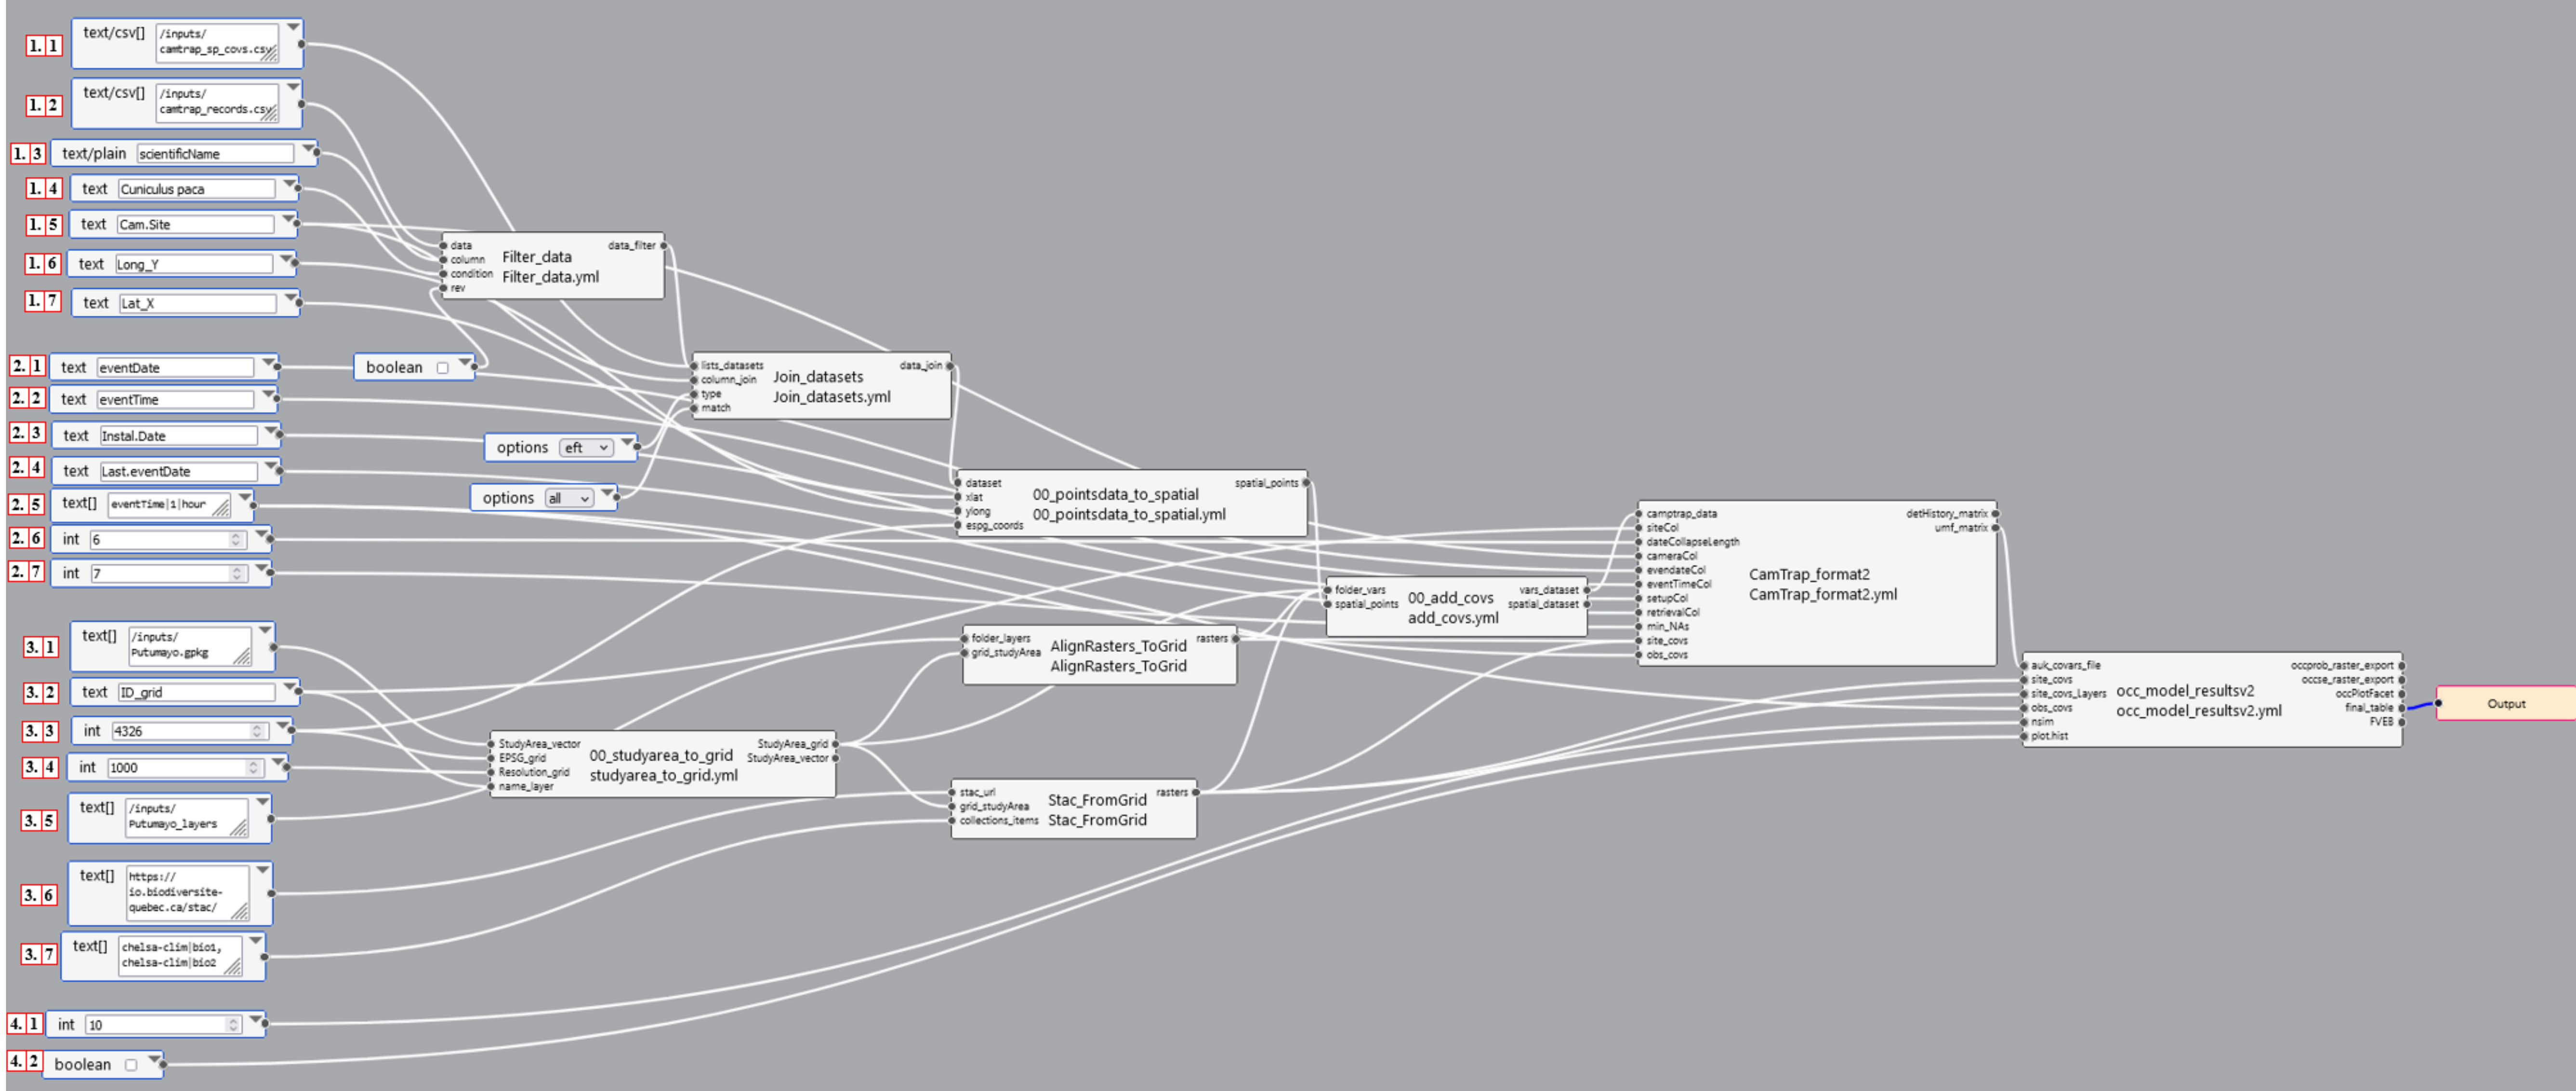 1. 1
text/csv[]
/inputs/
camtrap_sp_covs.csv
1. 2
text/csv[]
/inputs/
camtrap_records.csv
1. 3
text/plain scientificName
1. 4
text Cuniculus paca
1. 5
text Cam.Site
1. 6
text Long_Y
1. 7
text Lat_X
2. 1
text eventDate
boolean
2. 2
text eventTime
2. 3
text Instal.Date
2. 4
text Last.eventDate
2. 5
text[] eventTime|1|hour
2. 6
int 6
2. 7
int 7
options eft
options all
3. 1
text[]
/inputs/
Putumayo.gpkg
3. 2
text ID_grid
3. 3
int 4326
3. 4
int 1000
3. 5
text[]
/inputs/
Putumayo_layers
3. 6
text[]
https://
io.biodiversite-
quebec.ca/stac/
3. 7
text[]
chelsa-clim|bio1,
chelsa-clim|bio2
4. 1
int 10
4. 2
boolean
data
column
condition
rev
Filter_data
Filter_data.yml
data_filter
lists_datasets
column_join
type
match
Join_datasets
Join_datasets.yml
data_join
dataset
xlat
ylong
espg_coords
00_pointsdata_to_spatial
00_pointsdata_to_spatial.yml
spatial_points
StudyArea_vector
EPSG_grid
Resolution_grid
name_layer
00_studyarea_to_grid
studyarea_to_grid.yml
StudyArea_grid
StudyArea_vector
folder_layers
grid_studyArea
AlignRasters_ToGrid
AlignRasters_ToGrid
rasters
stac_url
grid_studyArea
collections_items
Stac_FromGrid
Stac_FromGrid
rasters
folder_vars
spatial_points
00_add_covs
add_covs.yml
vars_dataset
spatial_dataset
camptrap_data
siteCol
dateCollapseLength
cameraCol
evendateCol
eventTimeCol
setupCol
retrievalCol
min_NAs
site_covs
obs_covs
CamTrap_format2
CamTrap_format2.yml
detHistory_matrix
umf_matrix
auk_covars_file
site_covs
site_covs_Layers
obs_covs
nsim
plot.hist
occ_model_resultsv2
occ_model_resultsv2.yml
occprob_raster_export
occse_raster_export
occPlotFacet
final_table
FVEB
Output